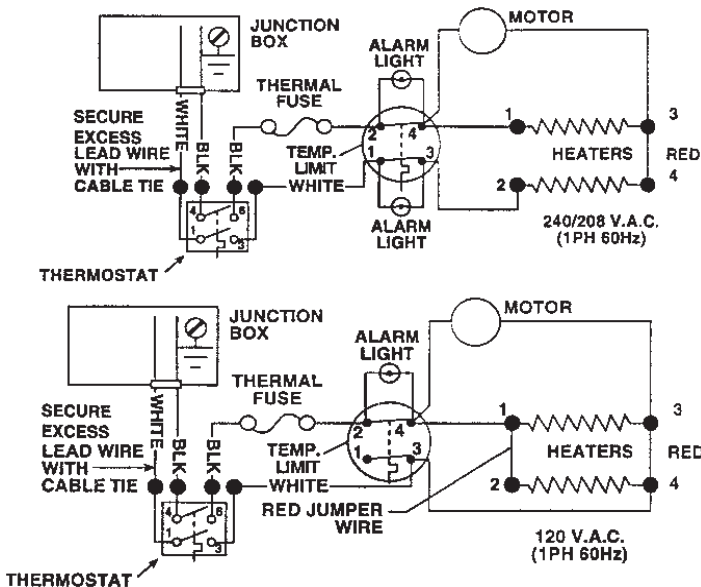 JUNCTION
BOX
MOTOR
ALARM
LIGHT
THERMAL
FUSE
SECURE
EXCESS
LEAD WIRE
WITH
CABLE TIE
WHITE
BLK
BLK
2
4
1
3
TEMP.
LIMIT
WHITE
1
3
HEATERS
RED
2
4
ALARM
LIGHT
240/208 V.A.C.
(1PH 60Hz)
4
6
1
3
THERMOSTAT
JUNCTION
BOX
MOTOR
ALARM
LIGHT
THERMAL
FUSE
SECURE
EXCESS
LEAD WIRE
WITH
CABLE TIE
WHITE
BLK
BLK
2
4
1
3
TEMP.
LIMIT
WHITE
1
3
HEATERS
RED
2
4
RED JUMPER
WIRE
120 V.A.C.
(1PH 60Hz)
4
6
1
3
THERMOSTAT